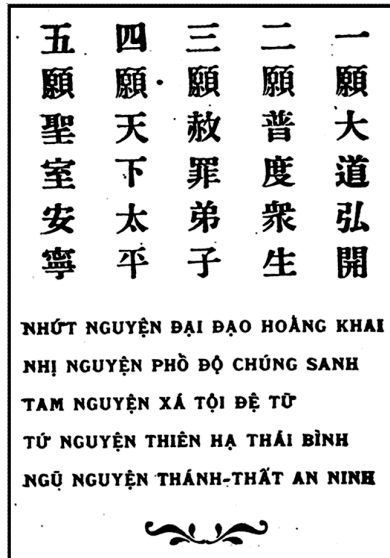 一願大道弘開
二願普度衆生
三願赦罪弟子
四願天下太平
五願聖室安寧
NHỨT NGUYỆN ĐẠI ĐẠO HOẰNG KHAI
NHỊ NGUYỆN PHỔ ĐỘ CHÚNG SANH
TAM NGUYỆN XÁ TỘI ĐỆ TỬ
TỨ NGUYỆN THIÊN HẠ THÁI BÌNH
NGŨ NGUYỆN THÁNH-THẤT AN NINH